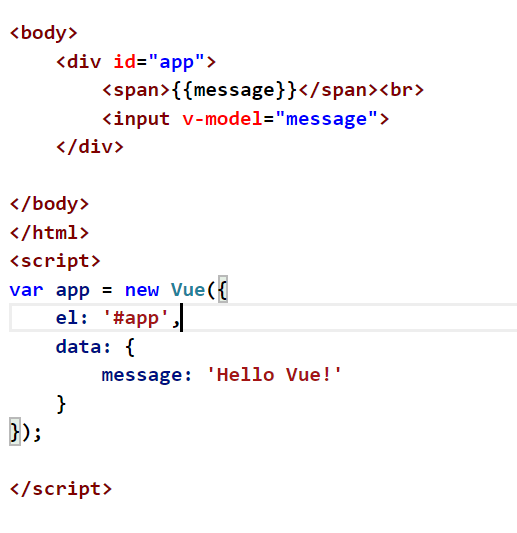 <body>
<div id="app">
<span>{{message}}</span><br>
<input v-model="message">
</div>
</body>
</html>
<script>
var app = new Vue({
el: '#app',
data: {
message: 'Hello Vue!'
}
});
</script>